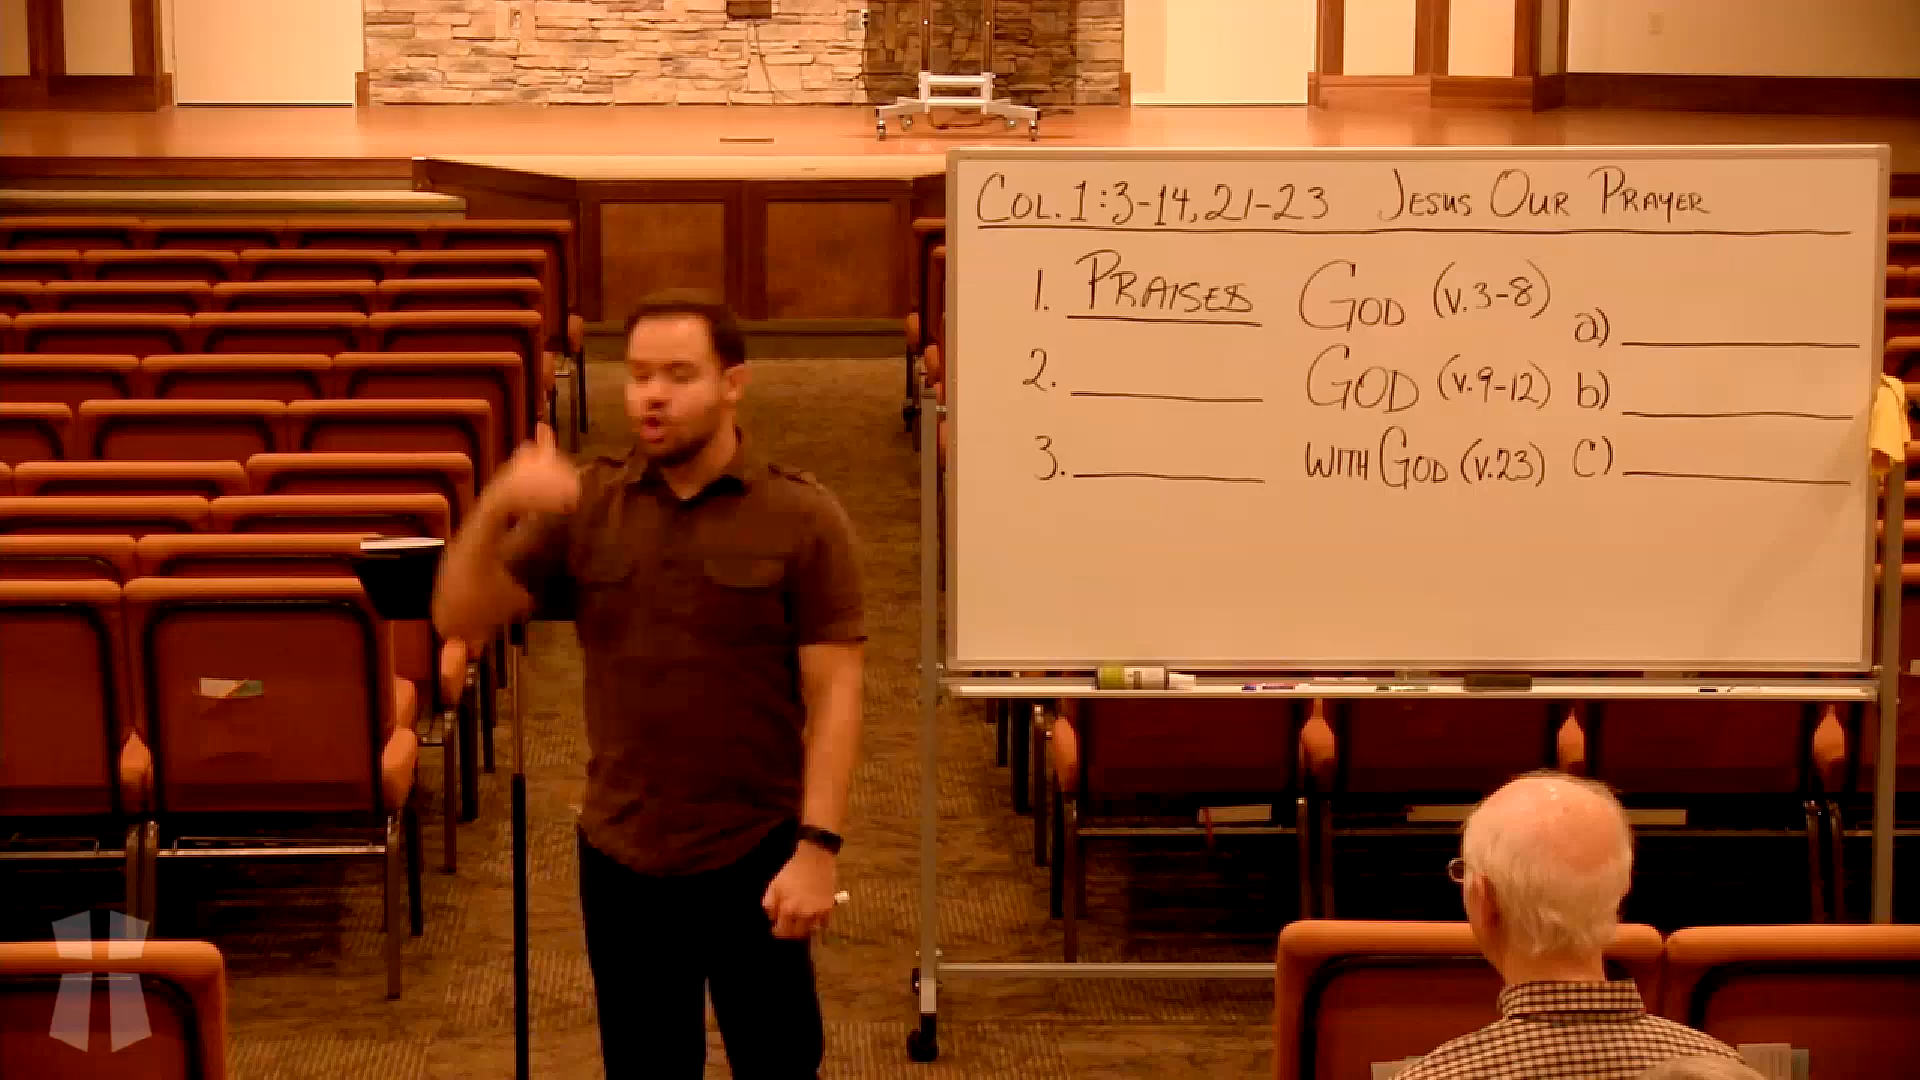 COL. 1:3-14, 21-23 JESUS OUR PRAYER
1. PRAISES GOD (v.3-8) a)
2. GOD (v.9-12) b)
3. WITH GOD (v.23) c)